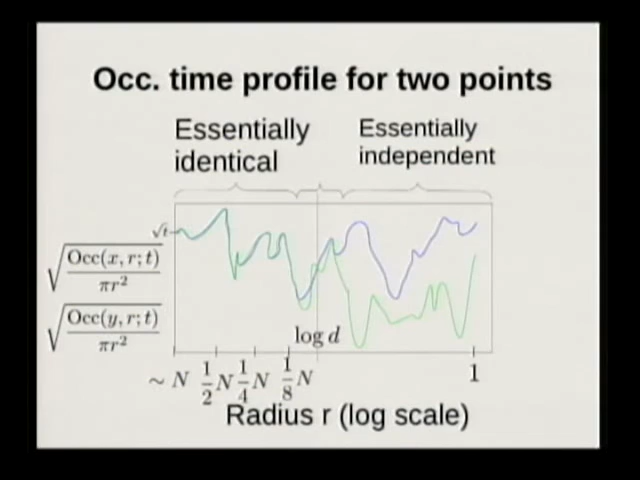 Occ. time profile for two points
Essentially identical
Essentially independent
√t
√(Occ(x, r; t) / πr²)
√(Occ(y, r; t) / πr²)
log d
~ N 1/2 N 1/4 N 1/8 N 1
Radius r (log scale)